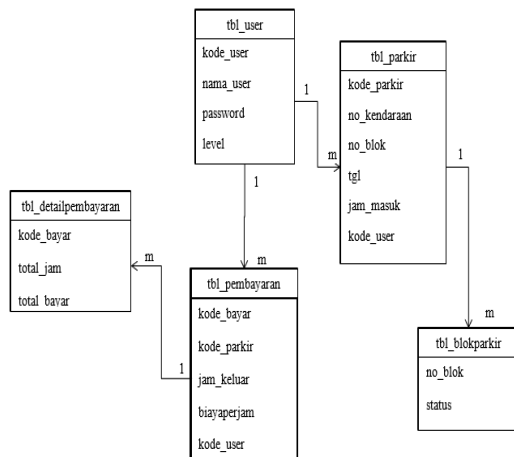 tbl_user
kode_user
nama_user
password
level
1
1
m
tbl_parkir
kode_parkir
no_kendaraan
no_blok
tgl
jam_masuk
kode_user
1
m
tbl_detailpembayaran
kode_bayar
total_jam
total_bayar
m
1
m
tbl_pembayaran
kode_bayar
kode_parkir
jam_keluar
biayaperjam
kode_user
tbl_blokparkir
no_blok
status